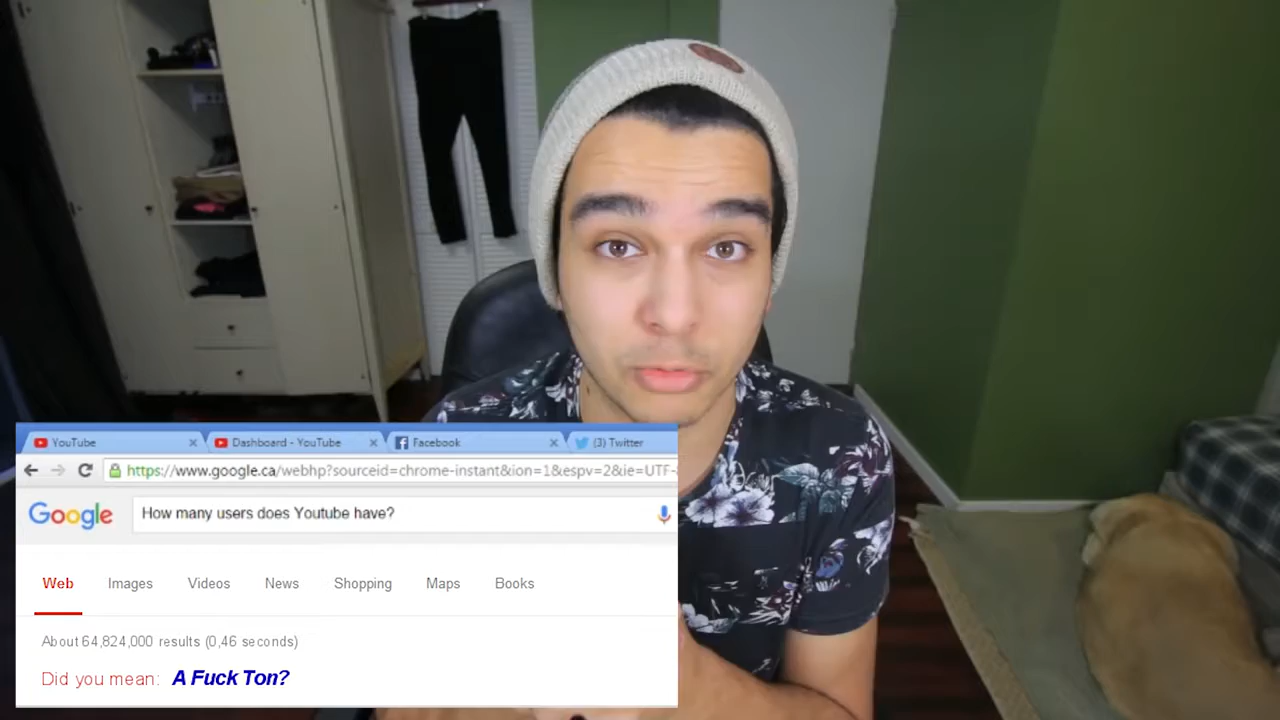 YouTube
Dashboard - YouTube
Facebook
(3) Twitter
https://www.google.ca/webhp?sourceid=chrome-instant&ion=1&espv=2&ie=UTF-
Google
How many users does Youtube have?
Web Images Videos News Shopping Maps Books
About 64,824,000 results (0,46 seconds)
Did you mean: A Fuck Ton?